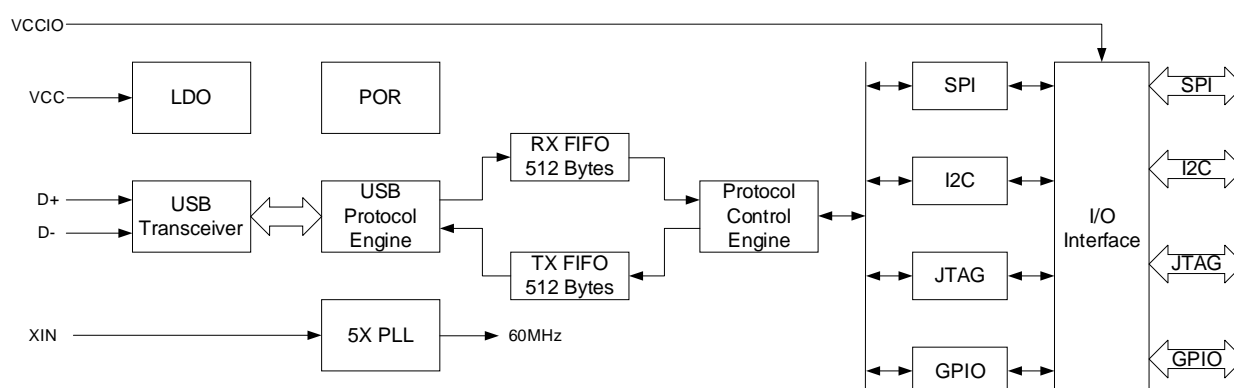 VCCIO
VCC
LDO
POR
D+
D-
USB
Transceiver
USB
Protocol
Engine
RX FIFO
512 Bytes
TX FIFO
512 Bytes
Protocol
Control
Engine
XIN
5X PLL
60MHz
SPI
I2C
JTAG
GPIO
I/O
Interface
SPI
I2C
JTAG
GPIO